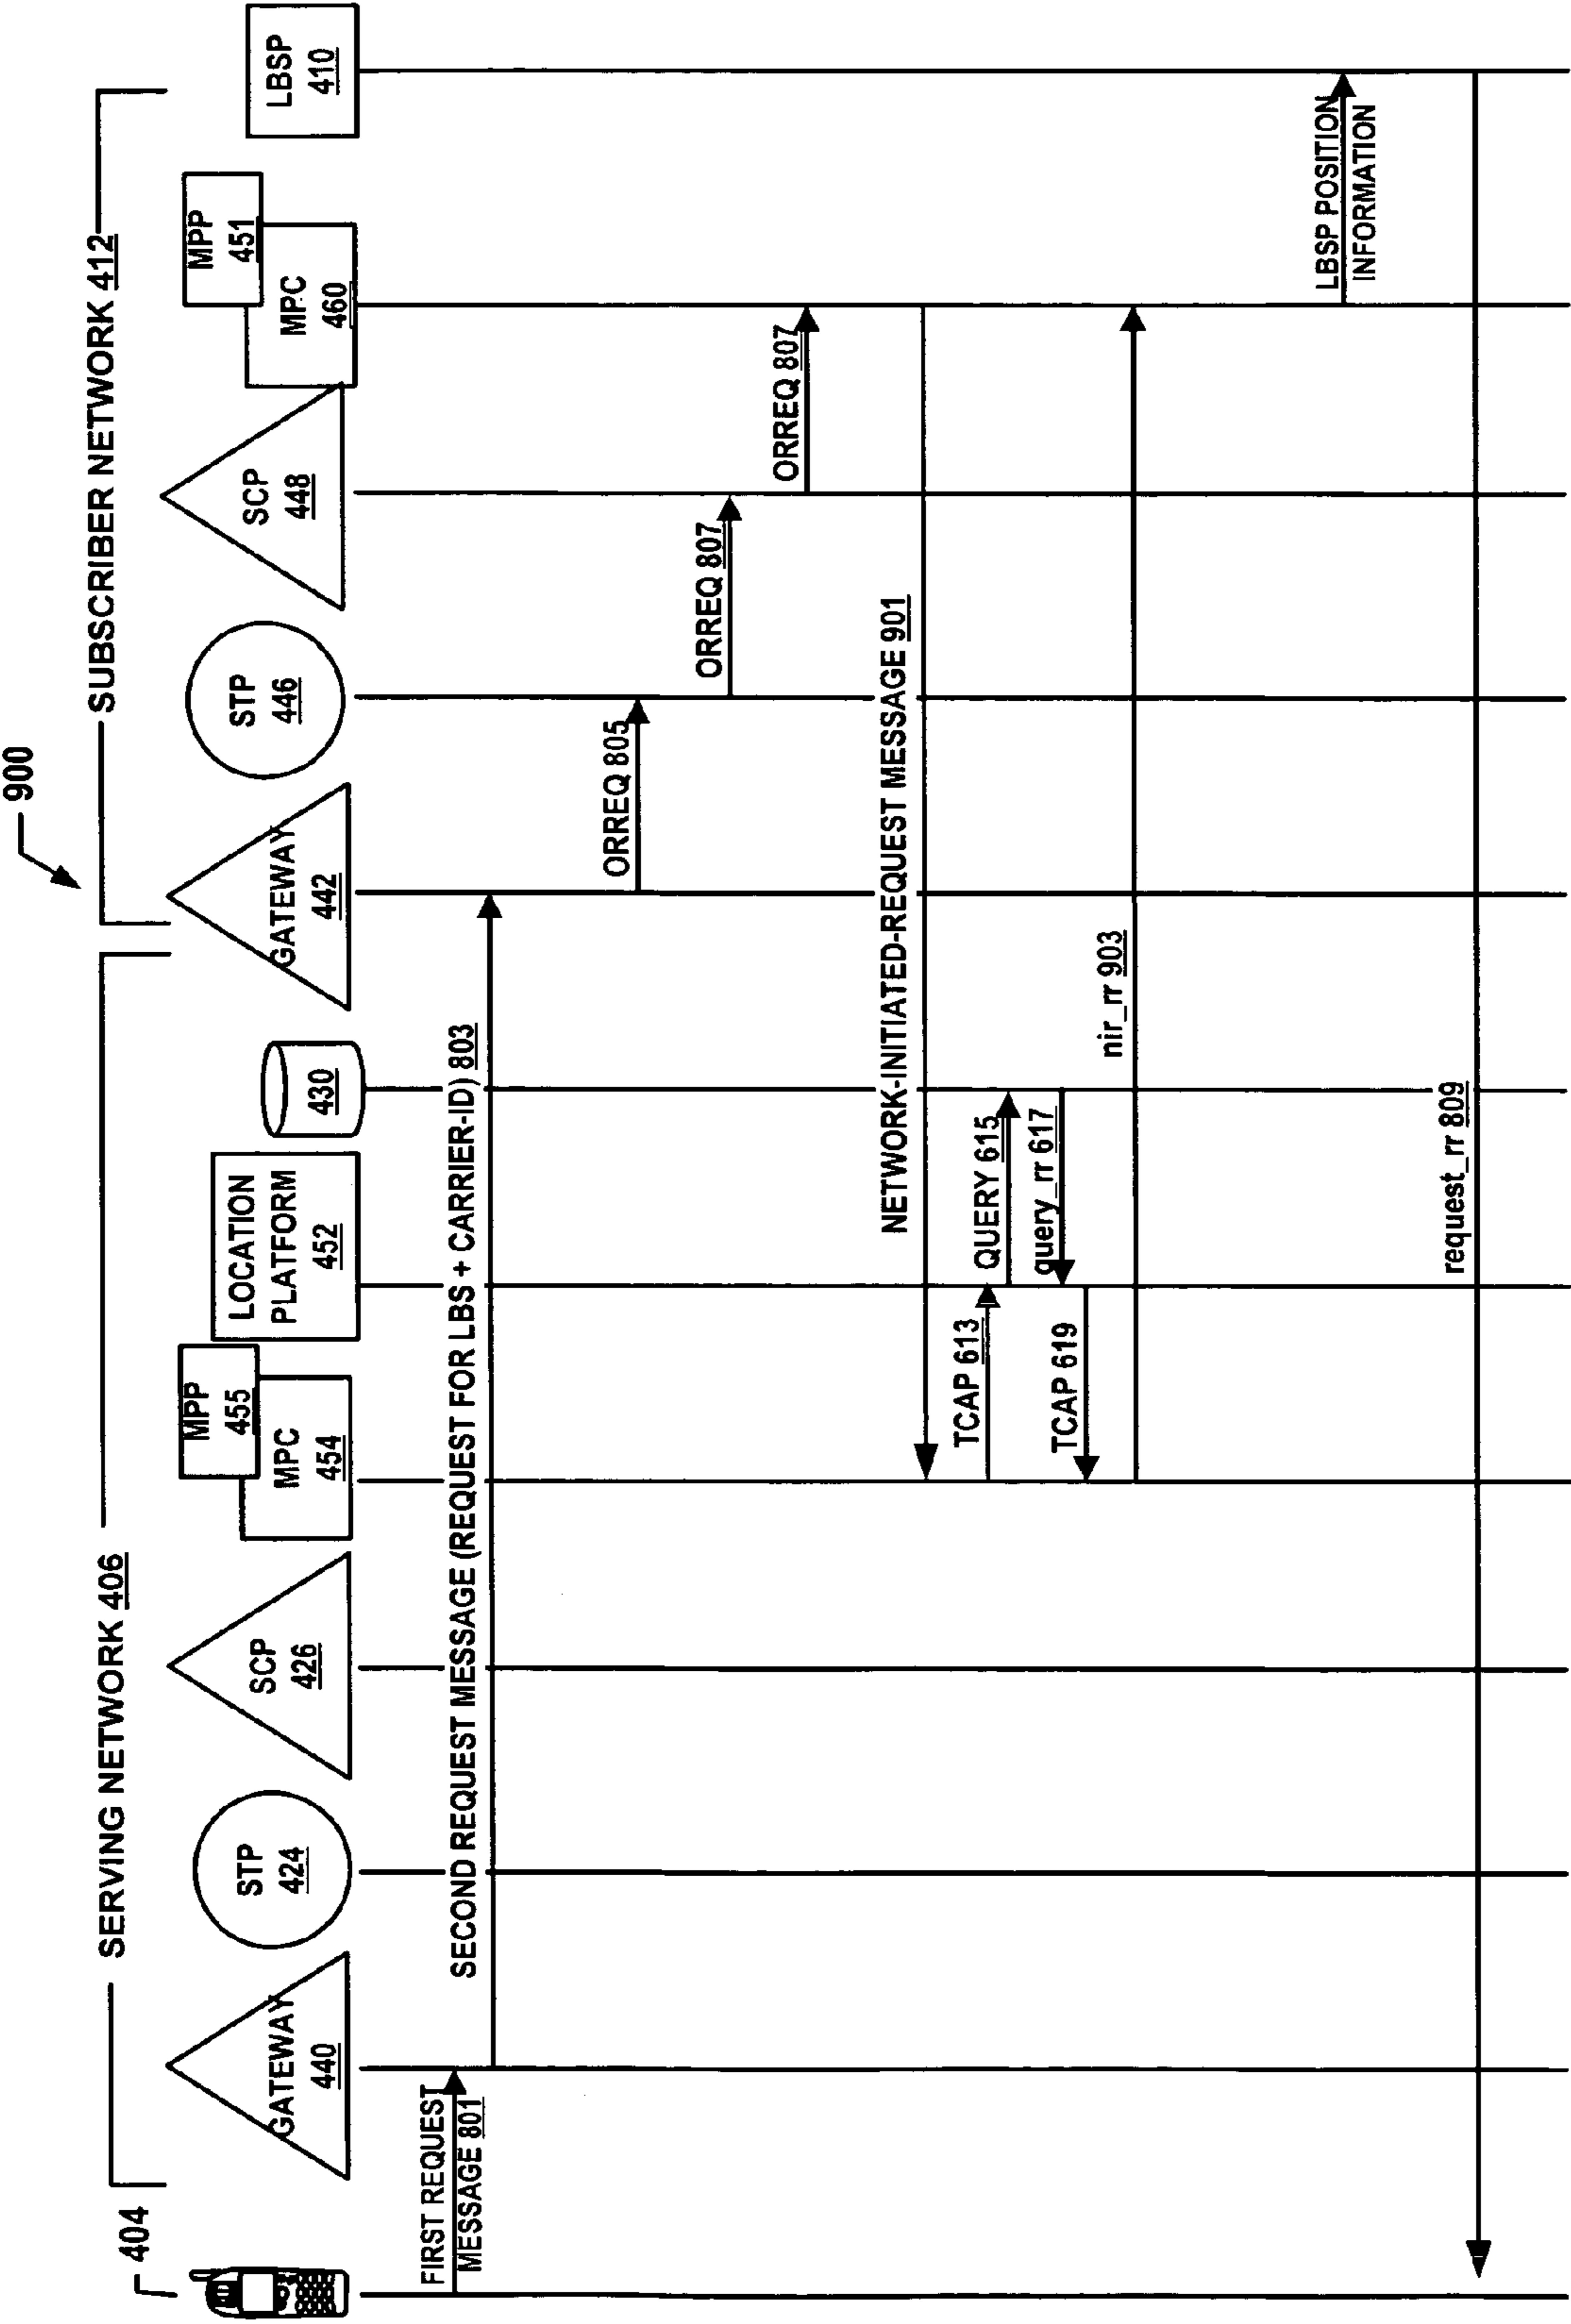 900
SERVING NETWORK 406
SUBSCRIBER NETWORK 412
404
GATEWAY
440
STP
424
SCP
426
MPP
455
MPC
454
LOCATION
PLATFORM
452
430
GATEWAY
442
STP
446
SCP
448
MPP
451
MPC
460
LBSP
410
FIRST REQUEST
MESSAGE 801
SECOND REQUEST MESSAGE (REQUEST FOR LBS + CARRIER-ID) 803
ORREQ 805
ORREQ 807
ORREQ 807
NETWORK-INITIATED-REQUEST MESSAGE 901
TCAP 613
QUERY 615
query_rr 617
TCAP 619
nir_rr 903
LBSP POSITION
INFORMATION
request_rr 809